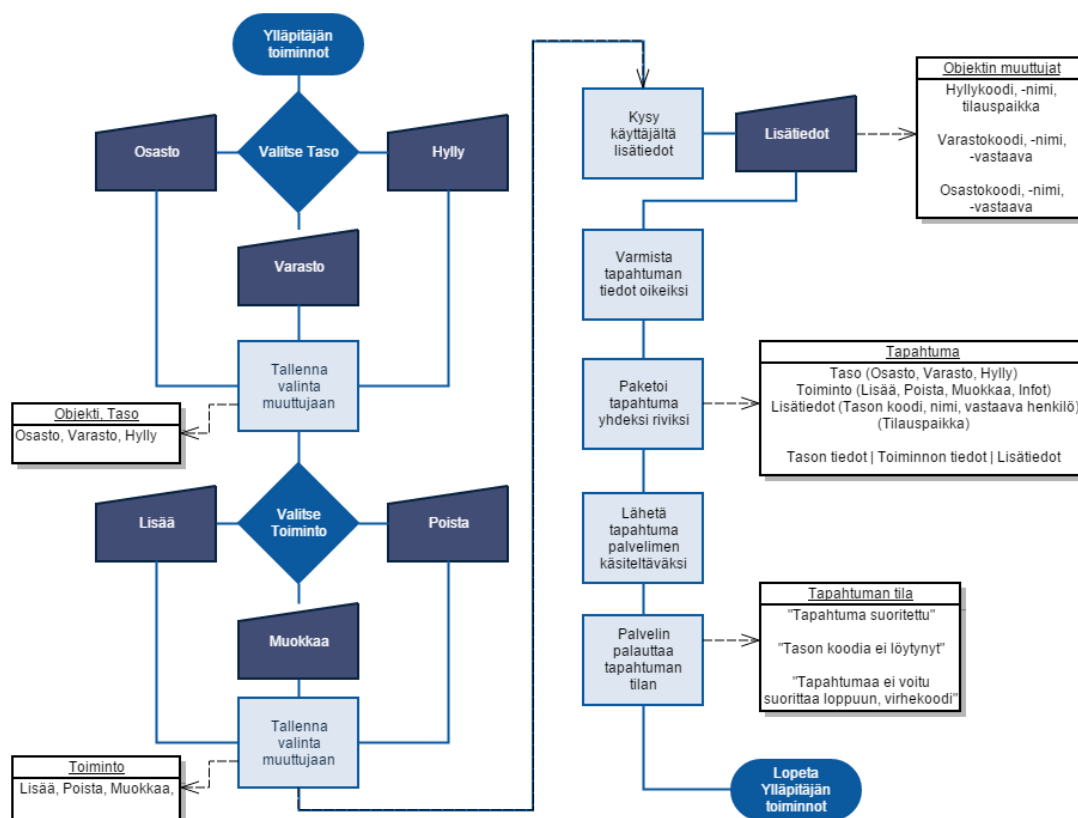 Ylläpitäjän
toiminnot
Valitse Taso
Osasto
Hylly
Varasto
Tallenna
valinta
muuttujaan
Objekti, Taso
Osasto, Varasto, Hylly
Valitse
Toiminto
Lisää
Poista
Muokkaa
Tallenna
valinta
muuttujaan
Toiminto
Lisää, Poista, Muokkaa,
Kysy
käyttäjältä
lisätiedot
Lisätiedot
Objektin muuttujat
Hyllykoodi, -nimi,
tilauspaikka
Varastokoodi, -nimi,
-vastaava
Osastokoodi, -nimi,
-vastaava
Varmista
tapahtuman
tiedot oikeiksi
Paketoi
tapahtuma
yhdeksi riviksi
Tapahtuma
Taso (Osasto, Varasto, Hylly)
Toiminto (Lisää, Poista, Muokkaa, Infot)
Lisätiedot (Tason koodi, nimi, vastaava henkilö)
(Tilauspaikka)
Tason tiedot | Toiminnon tiedot | Lisätiedot
Lähetä
tapahtuma
palvelimen
käsiteltäväksi
Palvelin
palauttaa
tapahtuman
tilan
Tapahtuman tila
"Tapahtuma suoritettu"
"Tason koodia ei löytynyt"
"Tapahtumaa ei voitu
suorittaa loppuun, virhekoodi"
Lopeta
Ylläpitäjän
toiminnot